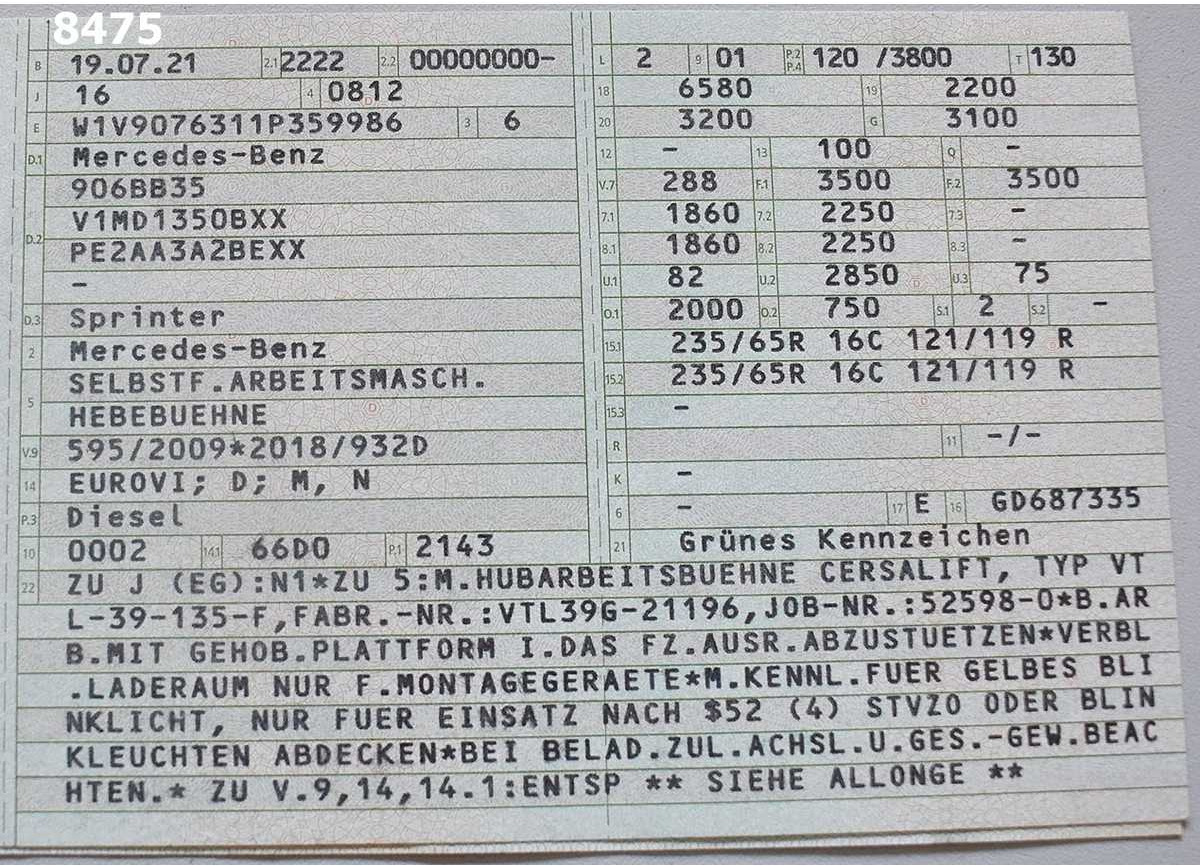 8475
B 19.07.21 2.1 2222 2.2 00000000- L 2 9 01 P.2 P.4 120 /3800 T 130
J 16 4 0812 18 6580 19 2200
E W1V9076311P359986 3 6 20 3200 G 3100
D.1 Mercedes-Benz 12 - 13 100 Q -
906BB35 V.7 288 F.1 3500 F.2 3500
D.2 V1MD1350BXX 7.1 1860 7.2 2250 7.3 -
PE2AA3A2BEXX 8.1 1860 8.2 2250 8.3 -
- U.1 82 U.2 2850 U.3 75
D.3 Sprinter O.1 2000 O.2 750 S.1 2 S.2 -
2 Mercedes-Benz 15.1 235/65R 16C 121/119 R
5 SELBSTF.ARBEITSMASCH. 15.2 235/65R 16C 121/119 R
HEBEBUEHNE 15.3 -
V.9 595/2009*2018/932D R 11 -/-
14 EUROVI; D; M, N K -
P.3 Diesel 6 - 17 E 16 GD687335
10 0002 14.1 66D0 P.1 2143 21 Grünes Kennzeichen
22 ZU J (EG):N1*ZU 5:M.HUBARBEITSBUEHNE CERSALIFT, TYP VT
L-39-135-F,FABR.-NR.:VTL39G-21196,JOB-NR.:52598-0*B.AR
B.MIT GEHOB.PLATTFORM I.DAS FZ.AUSR.ABZUSTUETZEN*VERBL
.LADERAUM NUR F.MONTAGEGERAETE*M.KENNL.FUER GELBES BLI
NKLICHT, NUR FUER EINSATZ NACH $52 (4) STVZO ODER BLIN
KLEUCHTEN ABDECKEN*BEI BELAD.ZUL.ACHSL.U.GES.-GEW.BEAC
HTEN.* ZU V.9,14,14.1:ENTSP ** SIEHE ALLONGE **